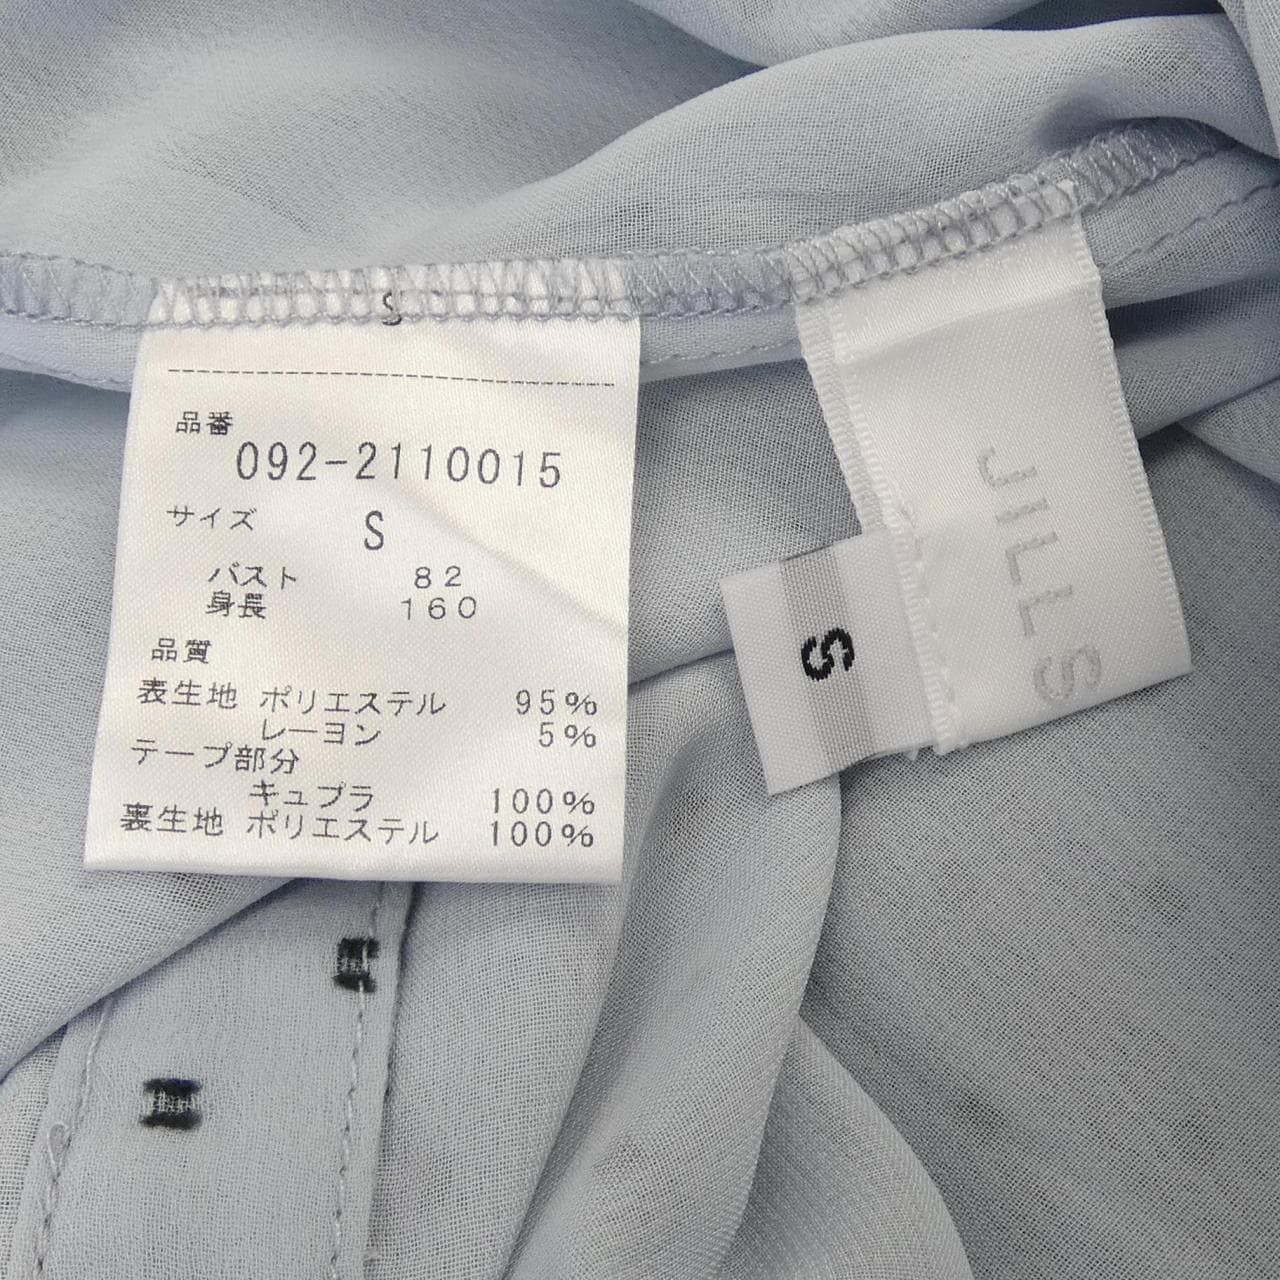 S
品番
092-2110015
サイズ S
バスト 82
身長 160
品質
表生地 ポリエステル 95%
レーヨン 5%
テープ部分
キュプラ 100%
裏生地 ポリエステル 100%
JILLS
S